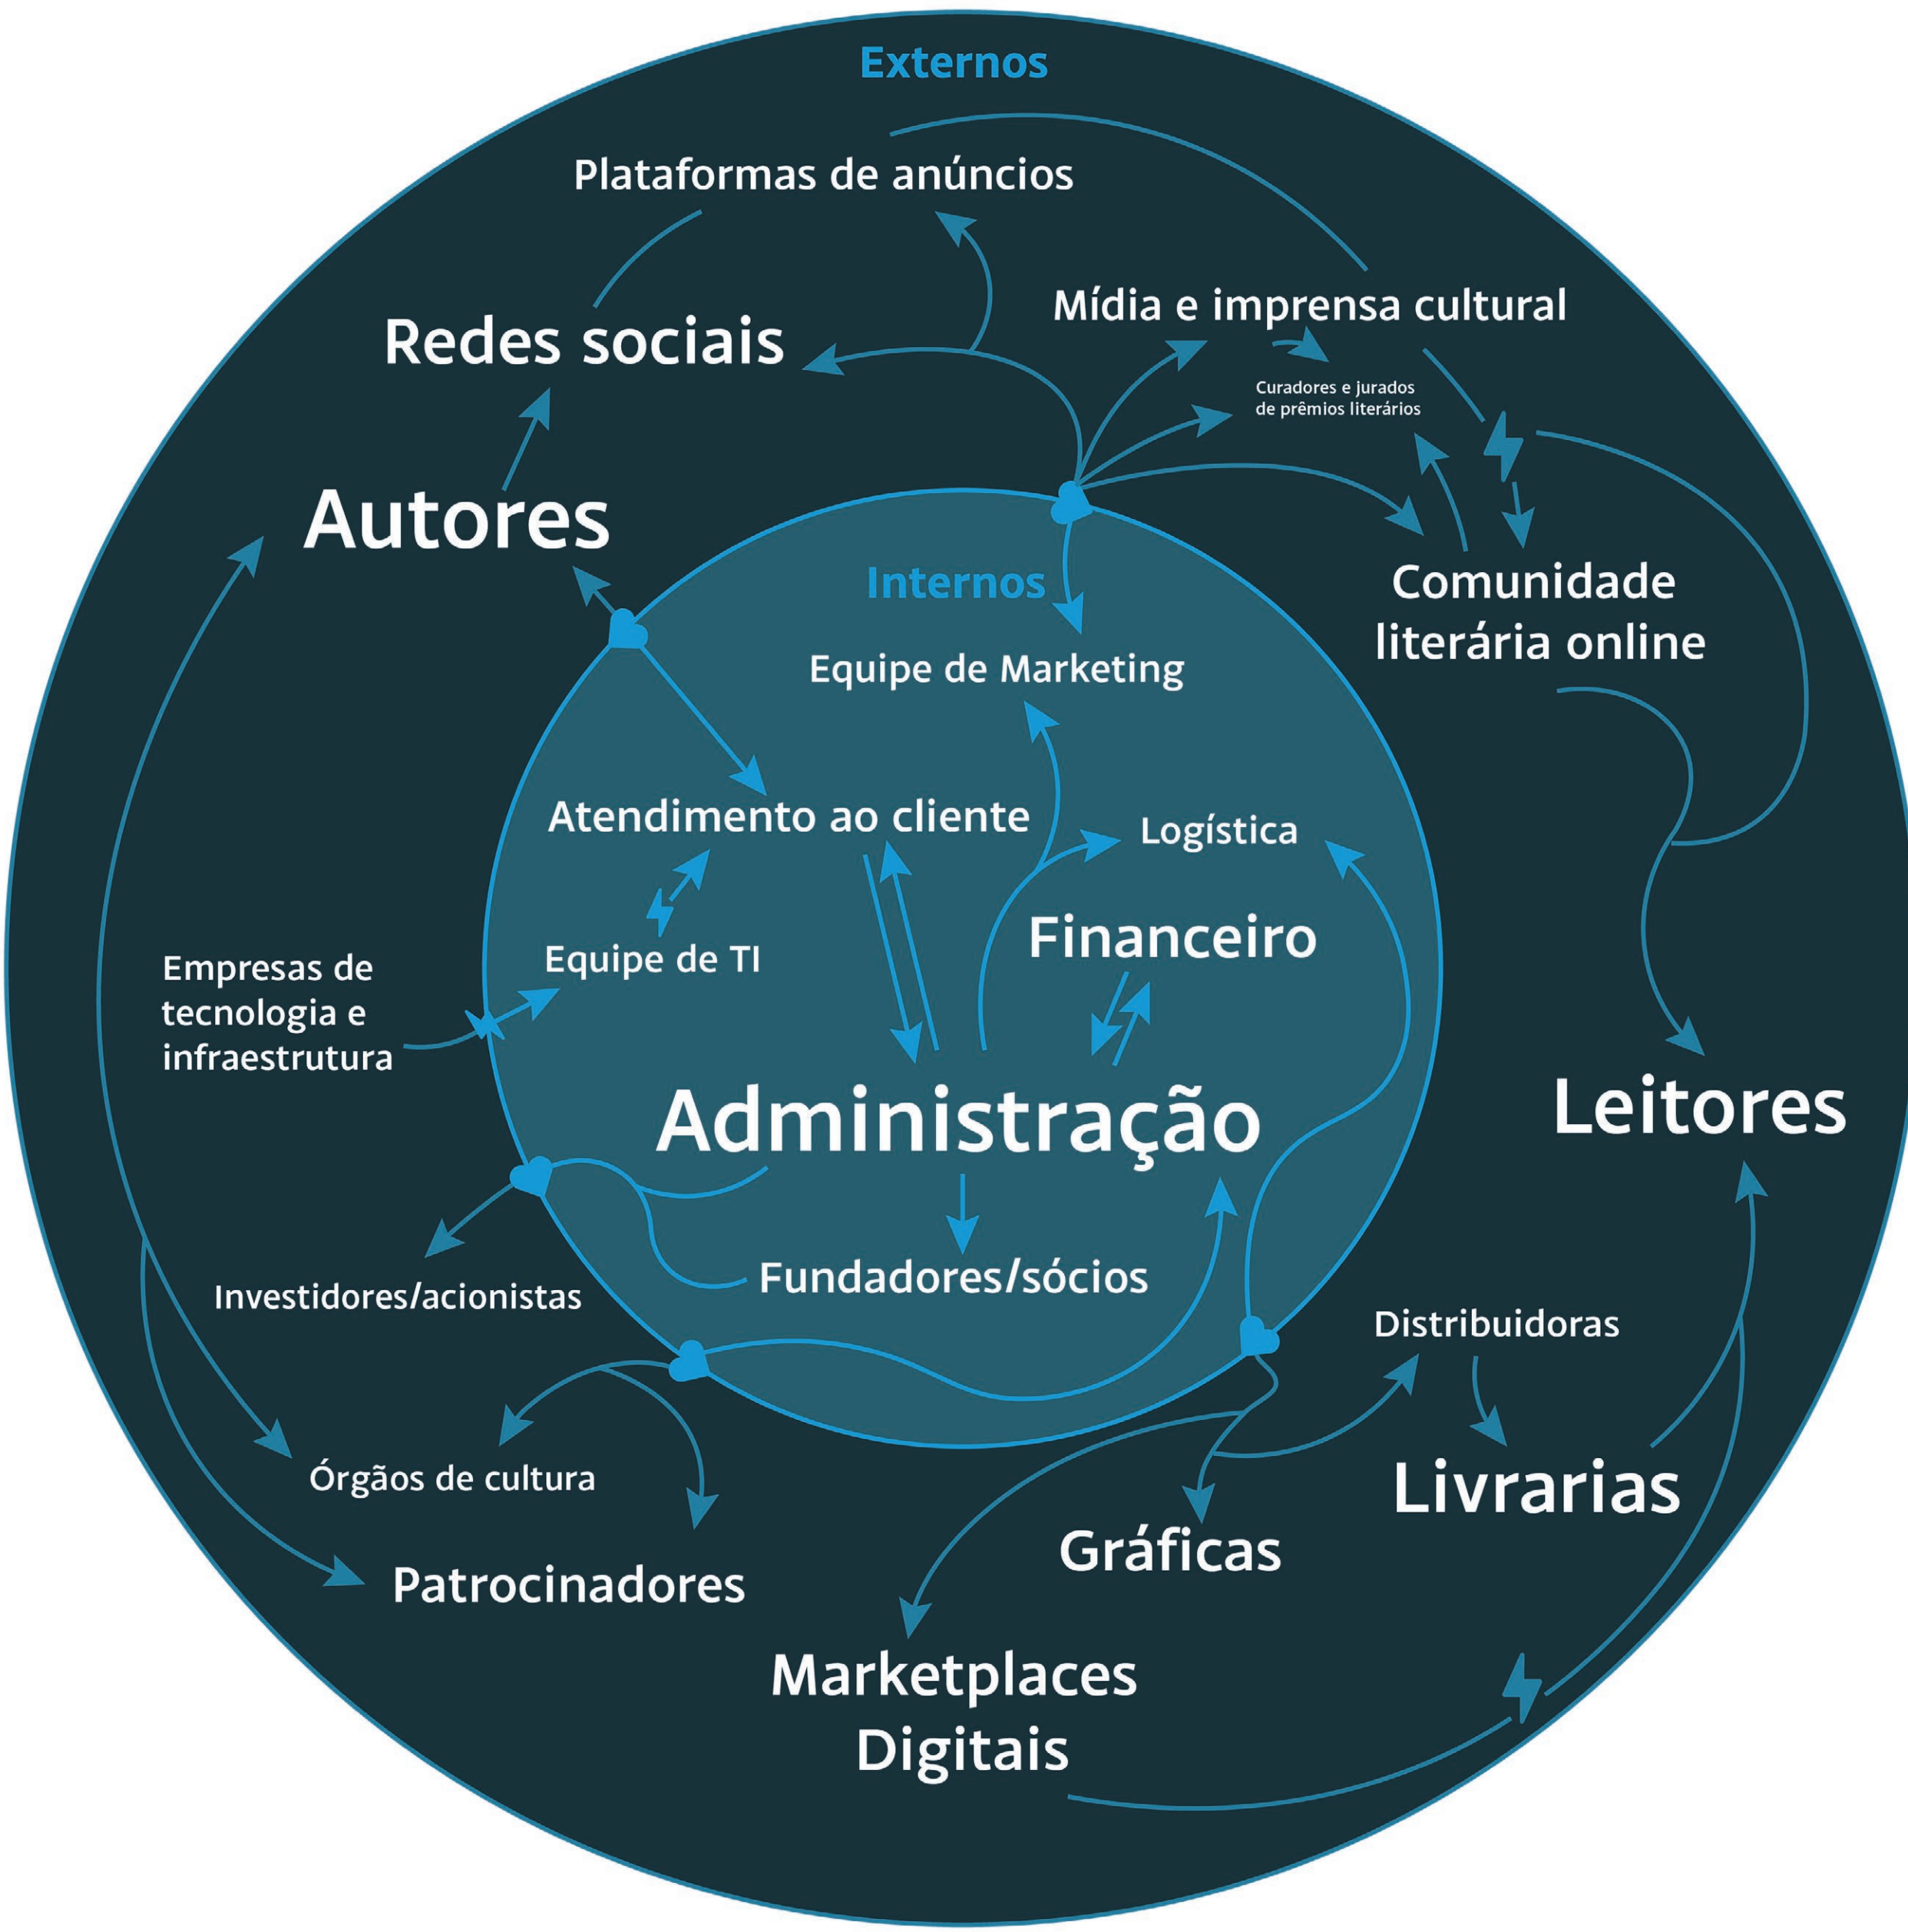 Externos
Plataformas de anúncios
Redes sociais
Mídia e imprensa cultural
Curadores e jurados
de prêmios literários
Autores
Comunidade
literária online
Internos
Equipe de Marketing
Atendimento ao cliente
Logística
Financeiro
Equipe de TI
Empresas de
tecnologia e
infraestrutura
Administração
Leitores
Fundadores/sócios
Investidores/acionistas
Distribuidoras
Órgãos de cultura
Livrarias
Gráficas
Patrocinadores
Marketplaces
Digitais